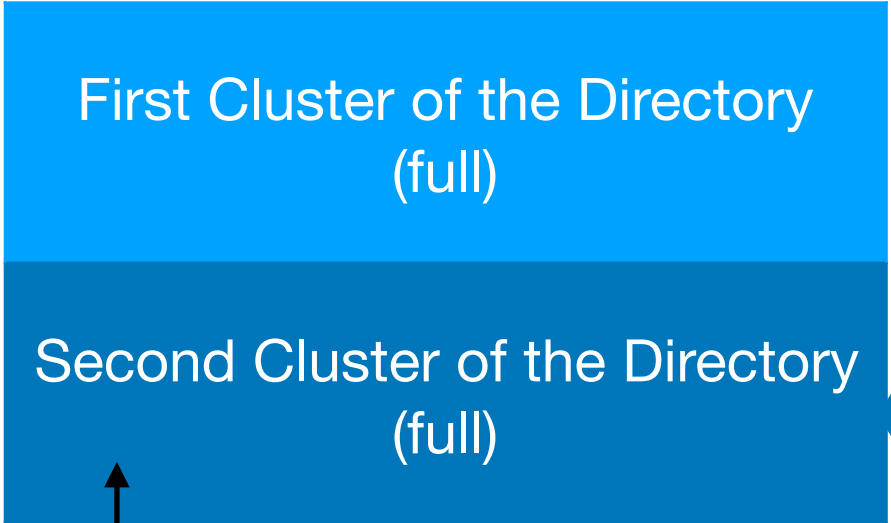 First Cluster of the Directory
(full)
Second Cluster of the Directory
(full)